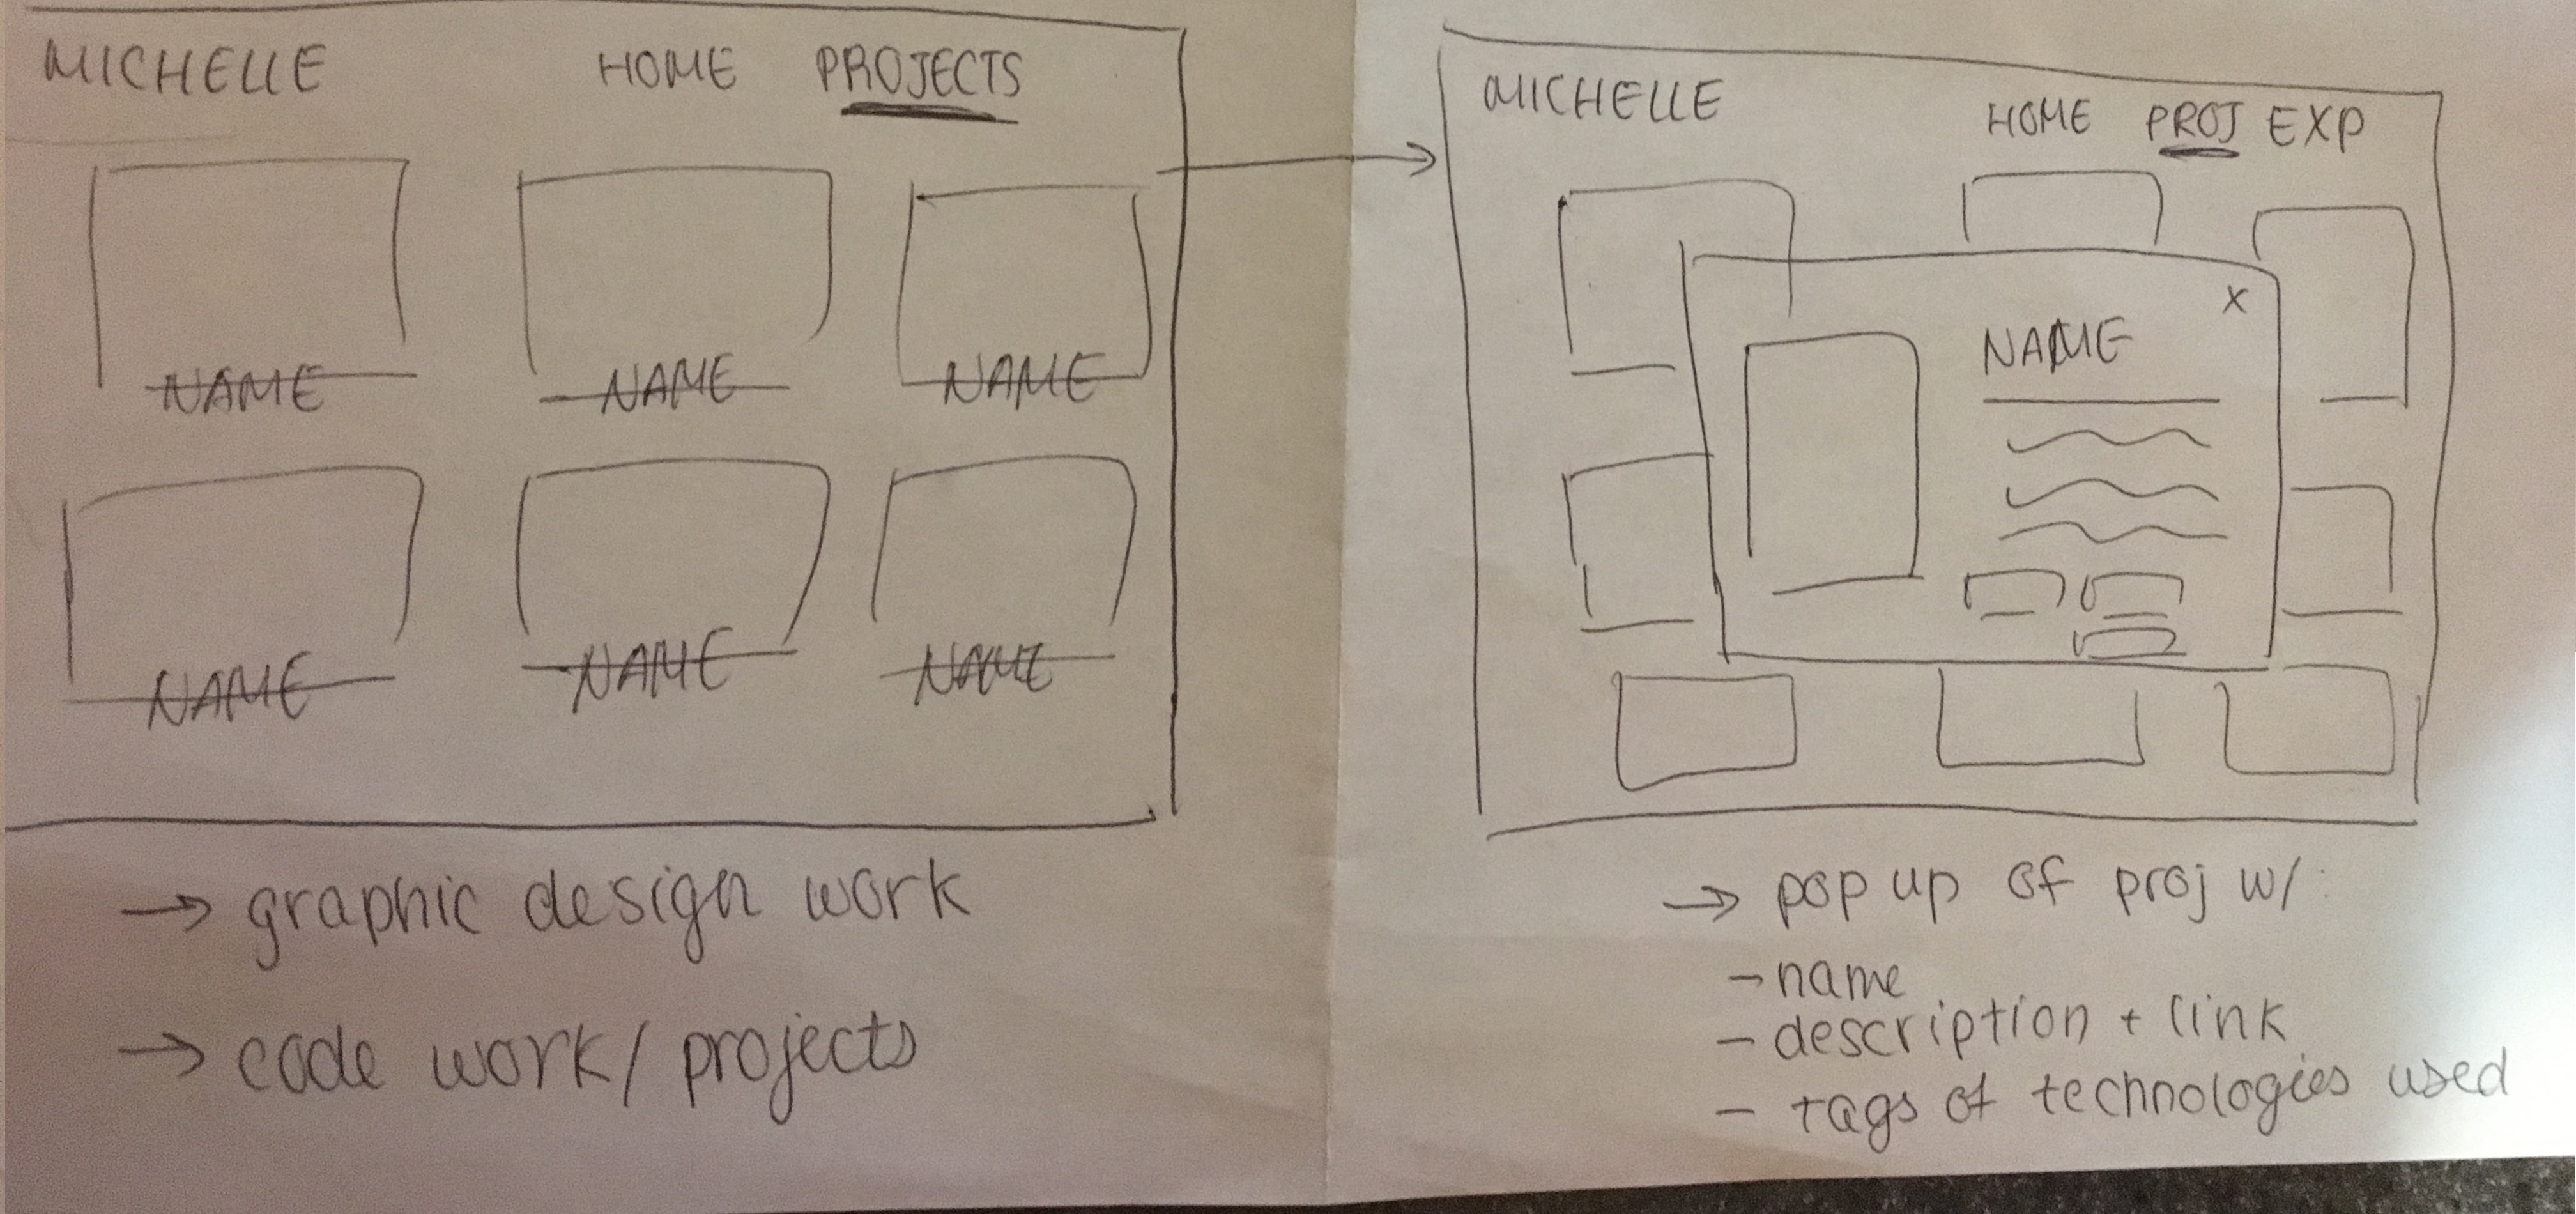 MICHELLE HOME PROJECTS
NAME NAME NAME
NAME NAME NAME
→ graphic design work
→ code work/projects
MICHELLE HOME PROJ EXP
X
NAME
→ pop up of proj w/:
- name
- description + link
- tags of technologies used